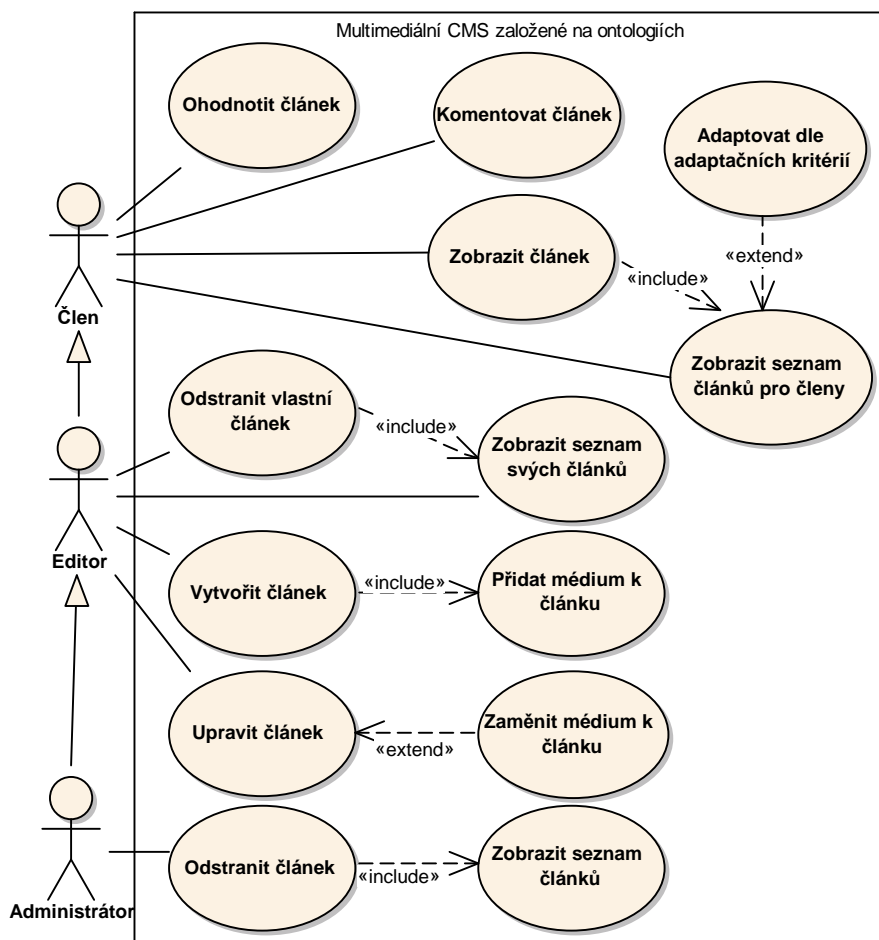 Multimediální CMS založené na ontologiích
Ohodnotit článek
Komentovat článek
Adaptovat dle
adaptačních kritérií
Zobrazit článek
«include»
«extend»
Člen
Zobrazit seznam
článků pro členy
Odstranit vlastní
článek
«include»
Zobrazit seznam
svých článků
Editor
Vytvořit článek
«include»
Přidat médium k
článku
Upravit článek
«extend»
Zaměnit médium k
článku
Odstranit článek
«include»
Zobrazit seznam
článků
Administrátor